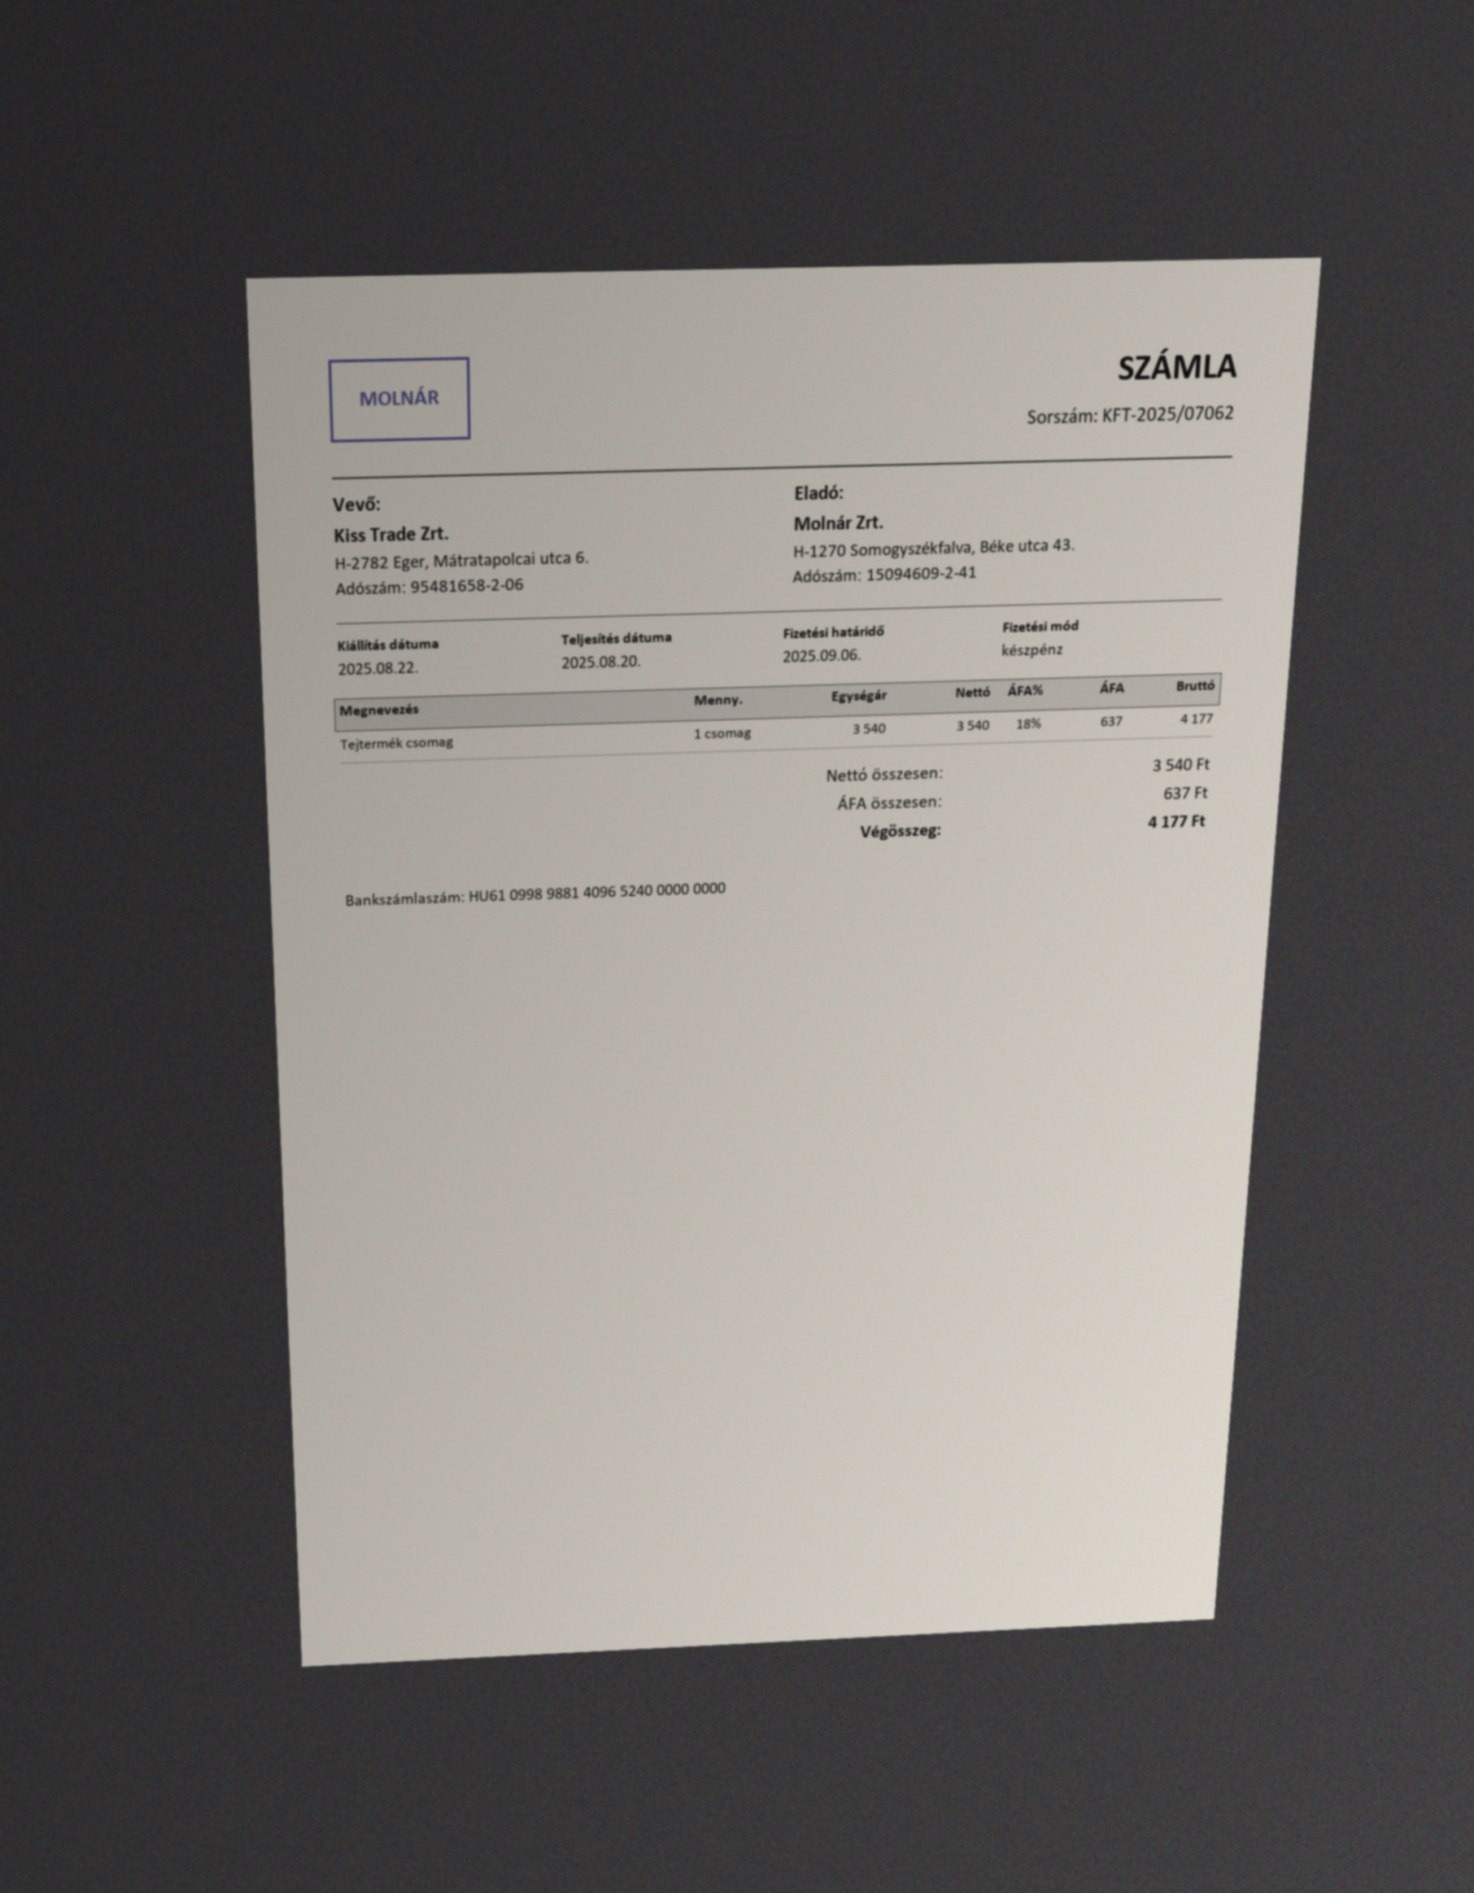 MOLNÁR
SZÁMLA
Sorszám: KFT-2025/07062
Vevő:
Kiss Trade Zrt.
H-2782 Eger, Mátratapolcai utca 6.
Adószám: 95481658-2-06
Eladó:
Molnár Zrt.
H-1270 Somogyszékfalva, Béke utca 43.
Adószám: 15094609-2-41
Kiállítás dátuma Teljesítés dátuma Fizetési határidő Fizetési mód
2025.08.22. 2025.08.20. 2025.09.06. készpénz
Megnevezés Menny. Egységár Nettó ÁFA% ÁFA Bruttó
Tejtermék csomag 1 csomag 3 540 3 540 18% 637 4 177
Nettó összesen: 3 540 Ft
ÁFA összesen: 637 Ft
Végösszeg: 4 177 Ft
Bankszámlaszám: HU61 0998 9881 4096 5240 0000 0000